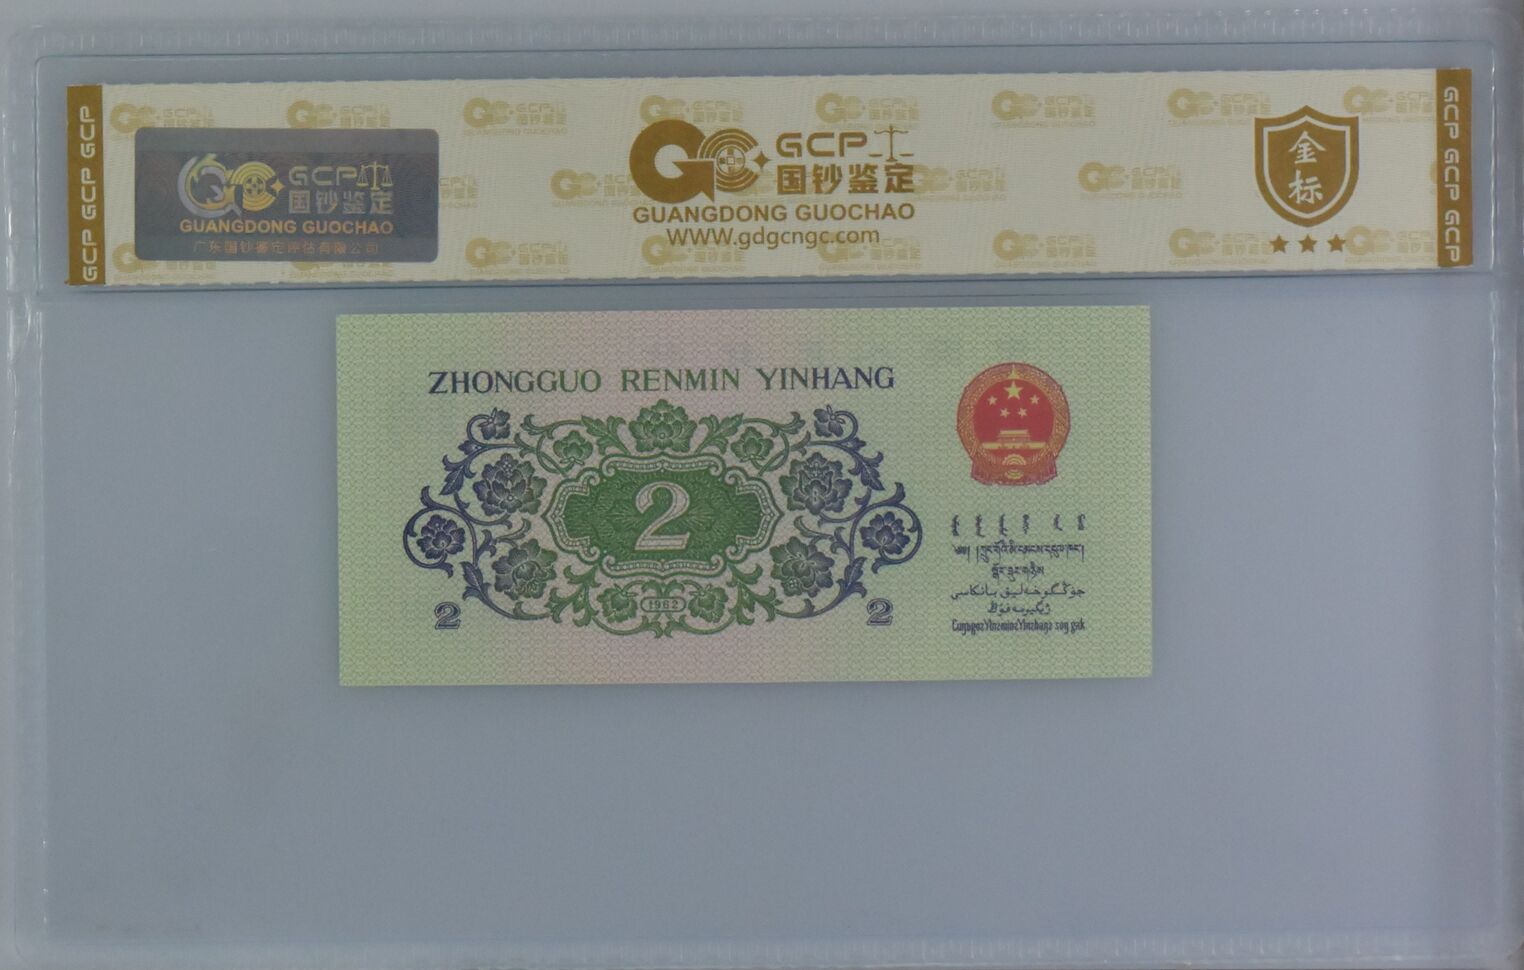 GCP GCP GCP
GCP
国钞鉴定
GUANGDONG GUOCHAO
广东国钞鉴定评估有限公司
GCP
国钞鉴定
GUANGDONG GUOCHAO
WWW.gdgcngc.com
金标
GCP GCP GCP
ZHONGGUO RENMIN YINHANG
2
1962
2
2
جۇڭگوخەلىق بانكاسى